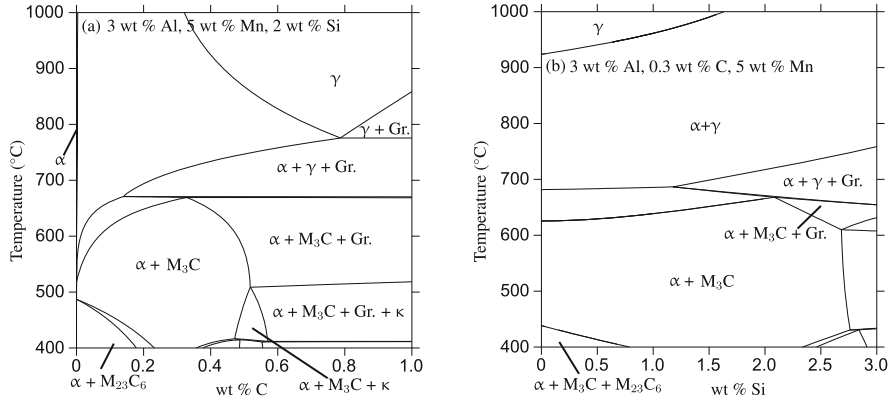 1000
900
800
700
600
500
400
Temperature (°C)
(a) 3 wt % Al, 5 wt % Mn, 2 wt % Si
γ
γ + Gr.
α
α + γ + Gr.
α + M₃C + Gr.
α + M₃C
α + M₃C + Gr. + κ
α + M₂₃C₆
α + M₃C + κ
0
0.2
0.4
0.6
0.8
1.0
wt % C
1000
900
800
700
600
500
400
Temperature (°C)
γ
(b) 3 wt % Al, 0.3 wt % C, 5 wt % Mn
α+γ
α + γ + Gr.
α + M₃C + Gr.
α + M₃C
α + M₃C + M₂₃C₆
0
0.5
1.0
1.5
2.0
2.5
3.0
wt % Si